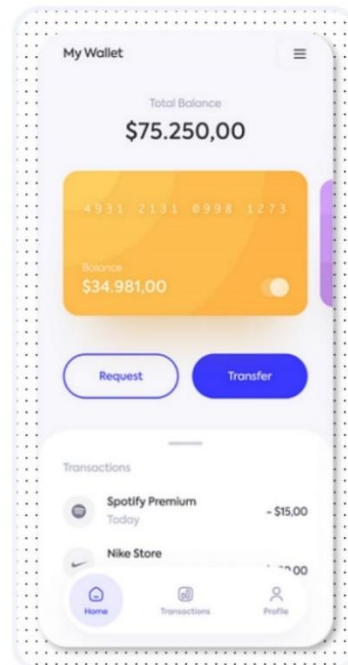 My Wallet
Total Balance
$75.250,00
4931 2131 0998 1273
Balance
$34.981,00
Request
Transfer
Transactions
Spotify Premium
Today
- $15,00
Nike Store
Home
Transactions
Profile